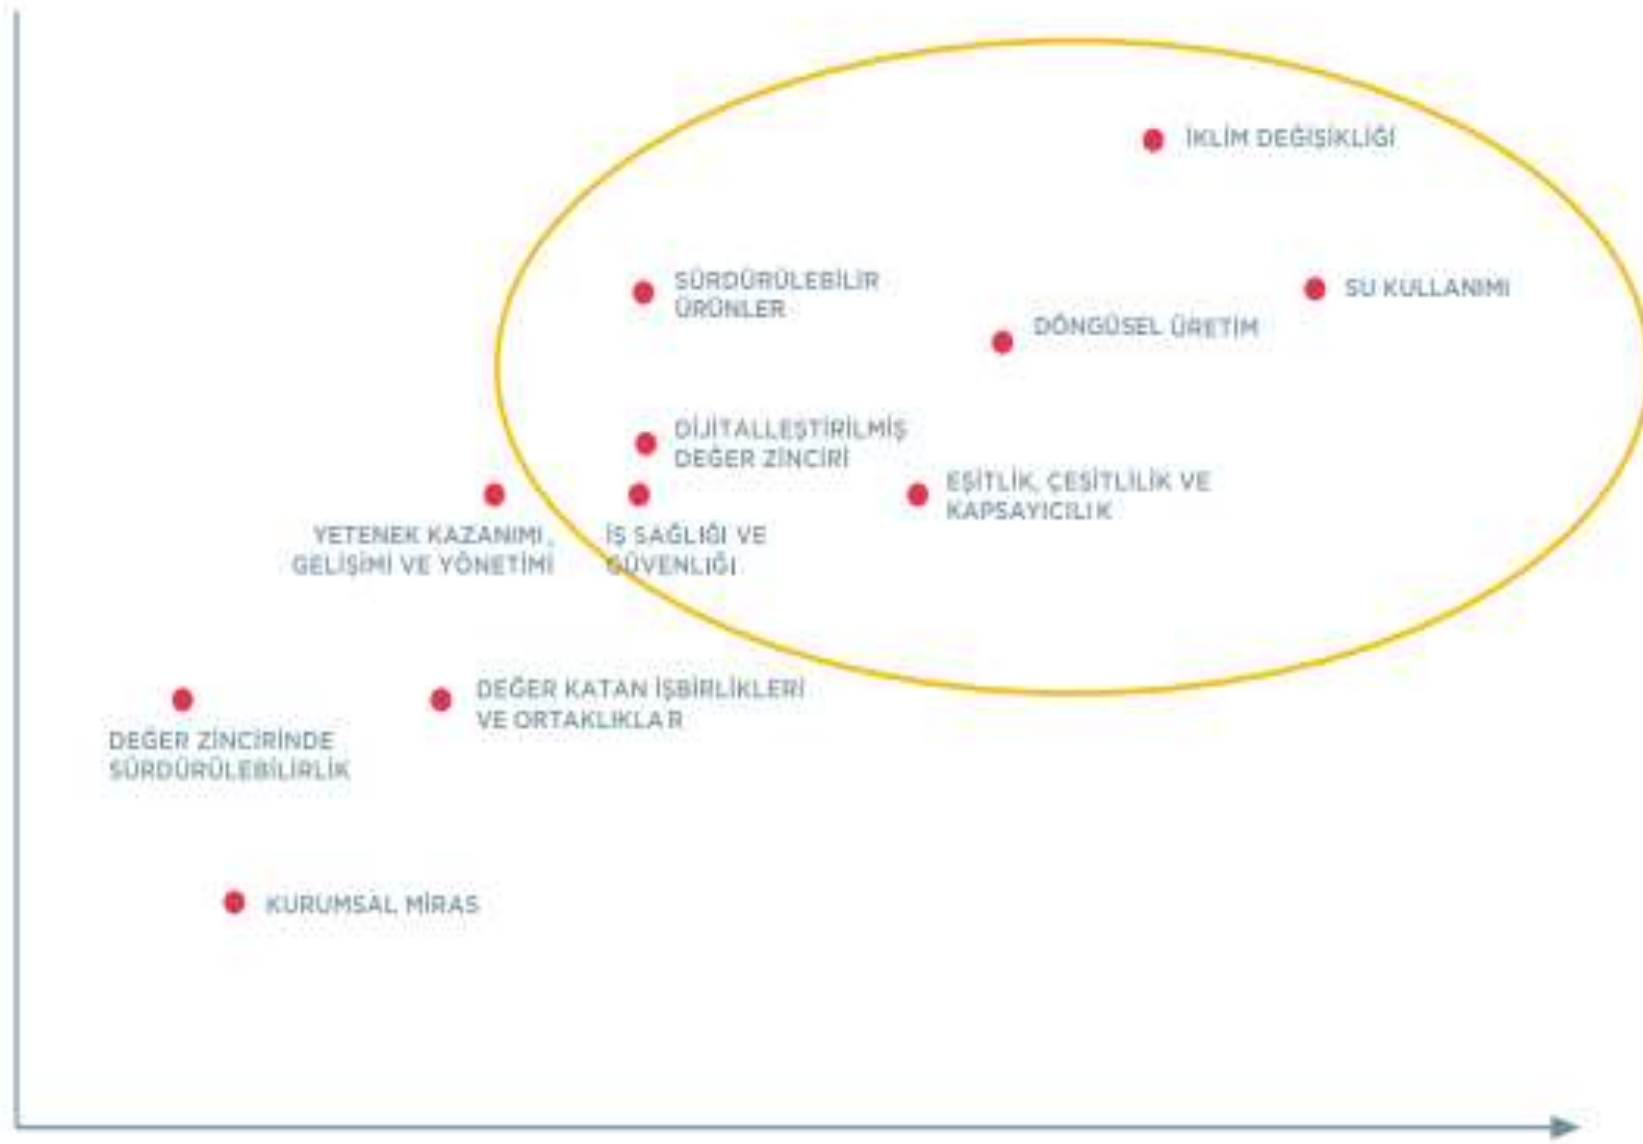 İKLİM DEĞİŞİKLİĞİ
SÜRDÜRÜLEBİLİR
ÜRÜNLER
SU KULLANIMI
DÖNGÜSEL ÜRETİM
DİJİTALLEŞTİRİLMİŞ
DEĞER ZİNCİRİ
EŞİTLİK, ÇEŞİTLİLİK VE
KAPSAYICILIK
YETENEK KAZANIMI,
GELİŞİMİ VE YÖNETİMİ
İŞ SAĞLIĞI VE
GÜVENLİĞİ
DEĞER KATAN İŞBİRLİKLERİ
VE ORTAKLIKLAR
DEĞER ZİNCİRİNDE
SÜRDÜRÜLEBİLİRLİK
KURUMSAL MİRAS